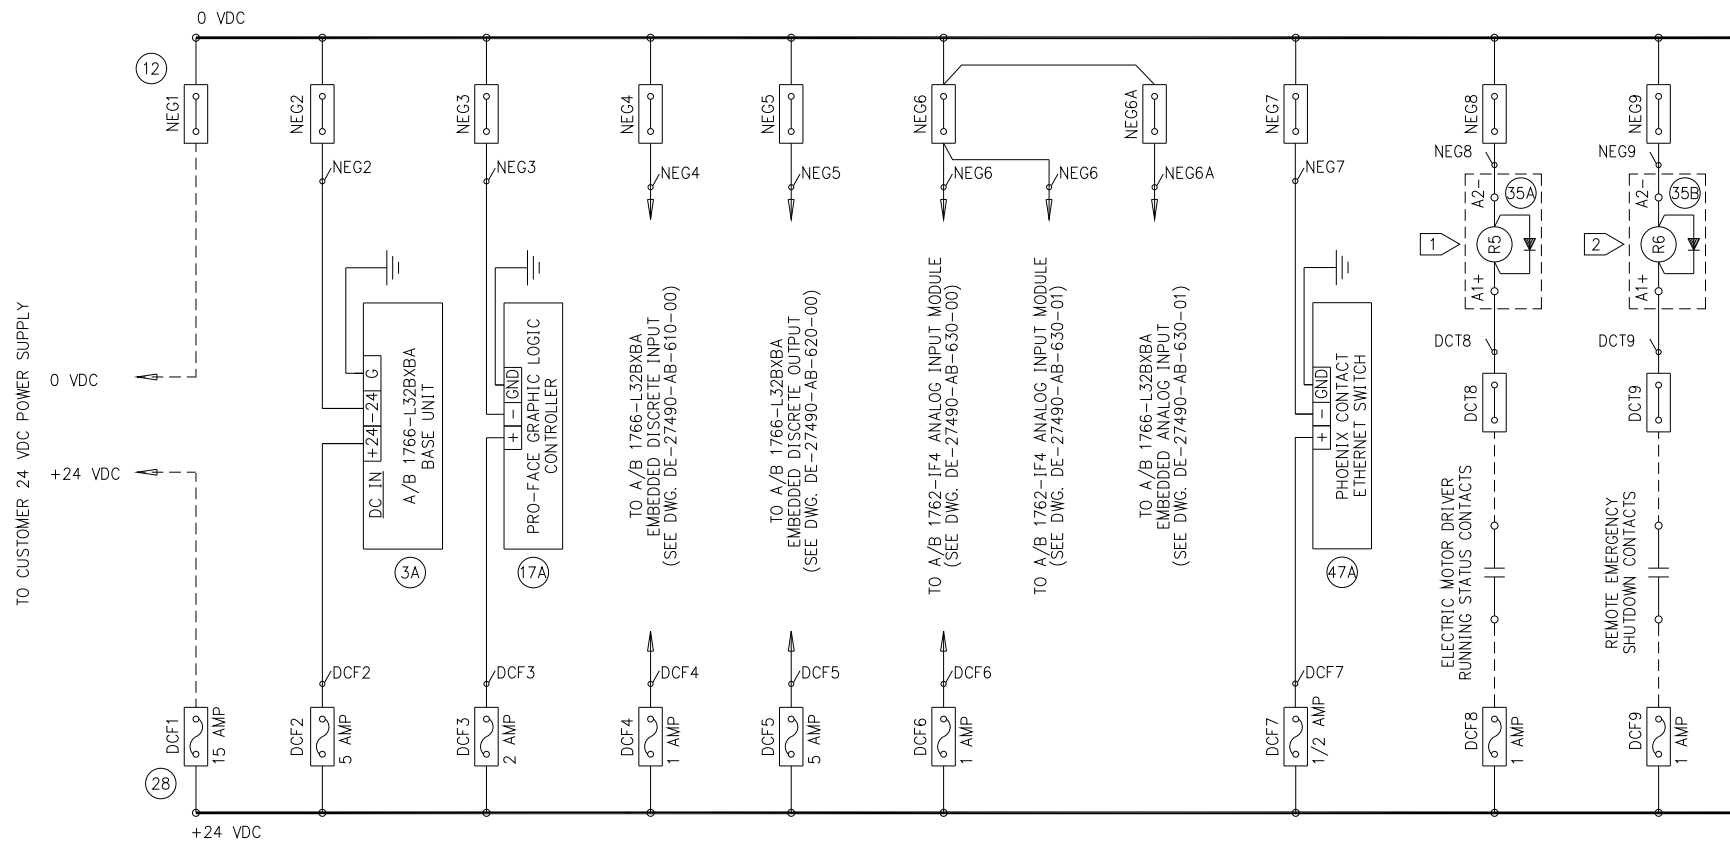 0 VDC
12
NEG1
NEG2
NEG3
NEG4
NEG5
NEG6
NEG6A
NEG7
NEG8
NEG9
NEG2
NEG3
NEG4
NEG5
NEG6
NEG6
NEG6A
NEG7
NEG8
NEG9
A2-
35A
A2-
35B
1
R5
2
R6
A1+
A1+
DCT8
DCT9
DCT8
DCT9
TO CUSTOMER 24 VDC POWER SUPPLY
0 VDC
+24 VDC
DC IN
+24
-24
G
A/B 1766-L32BXBA
BASE UNIT
3A
+
-
GND
PRO-FACE GRAPHIC LOGIC
CONTROLLER
17A
TO A/B 1766-L32BXBA
EMBEDDED DISCRETE INPUT
(SEE DWG. DE-27490-AB-610-00)
TO A/B 1766-L32BXBA
EMBEDDED DISCRETE OUTPUT
(SEE DWG. DE-27490-AB-620-00)
TO A/B 1762-IF4 ANALOG INPUT MODULE
(SEE DWG. DE-27490-AB-630-00)
TO A/B 1762-IF4 ANALOG INPUT MODULE
(SEE DWG. DE-27490-AB-630-01)
TO A/B 1766-L32BXBA
EMBEDDED ANALOG INPUT
(SEE DWG. DE-27490-AB-630-01)
+
-
GND
PHOENIX CONTACT
ETHERNET SWITCH
47A
ELECTRIC MOTOR DRIVER
RUNNING STATUS CONTACTS
REMOTE EMERGENCY
SHUTDOWN CONTACTS
DCF2
DCF3
DCF4
DCF5
DCF6
DCF7
DCF1
15 AMP
DCF2
5 AMP
DCF3
2 AMP
DCF4
1 AMP
DCF5
5 AMP
DCF6
1 AMP
DCF7
1/2 AMP
DCF8
1 AMP
DCF9
1 AMP
28
+24 VDC